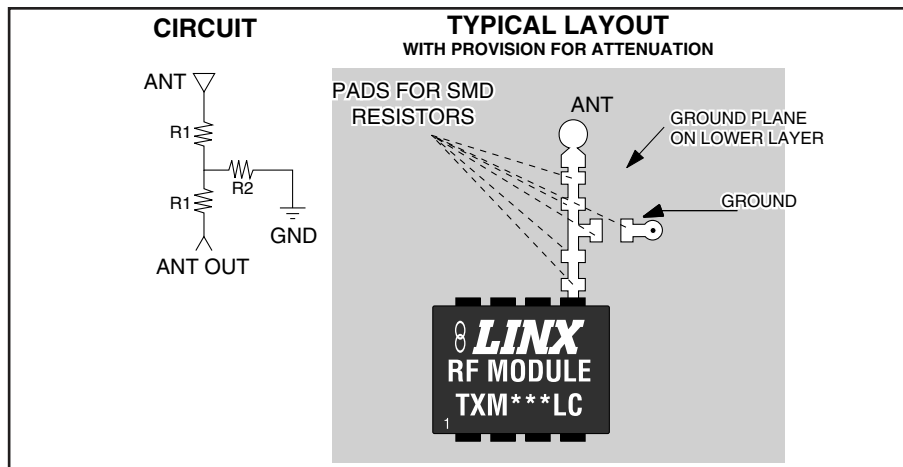 CIRCUIT
ANT
R1
R2
R1
GND
ANT OUT
TYPICAL LAYOUT
WITH PROVISION FOR ATTENUATION
PADS FOR SMD
RESISTORS
ANT
GROUND PLANE
ON LOWER LAYER
GROUND
LINX
RF MODULE
TXM***LC
1